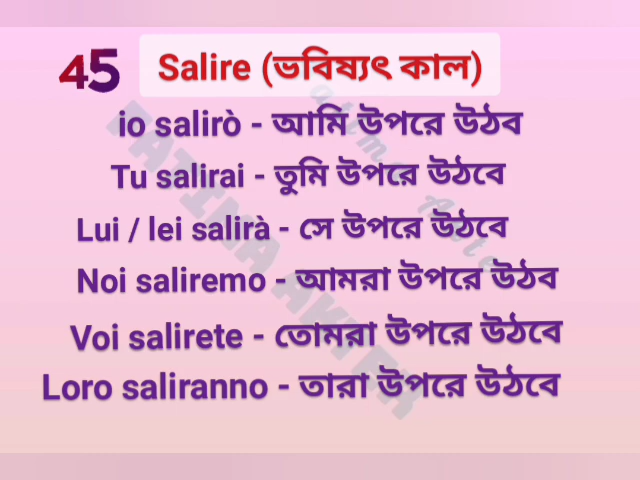 45 Salire (ভবিষ্যৎ কাল)
io salirò - আমি উপরে উঠব
Tu salirai - তুমি উপরে উঠবে
Lui / lei salirà - সে উপরে উঠবে
Noi saliremo - আমরা উপরে উঠব
Voi salirete - তোমরা উপরে উঠবে
Loro saliranno - তারা উপরে উঠবে